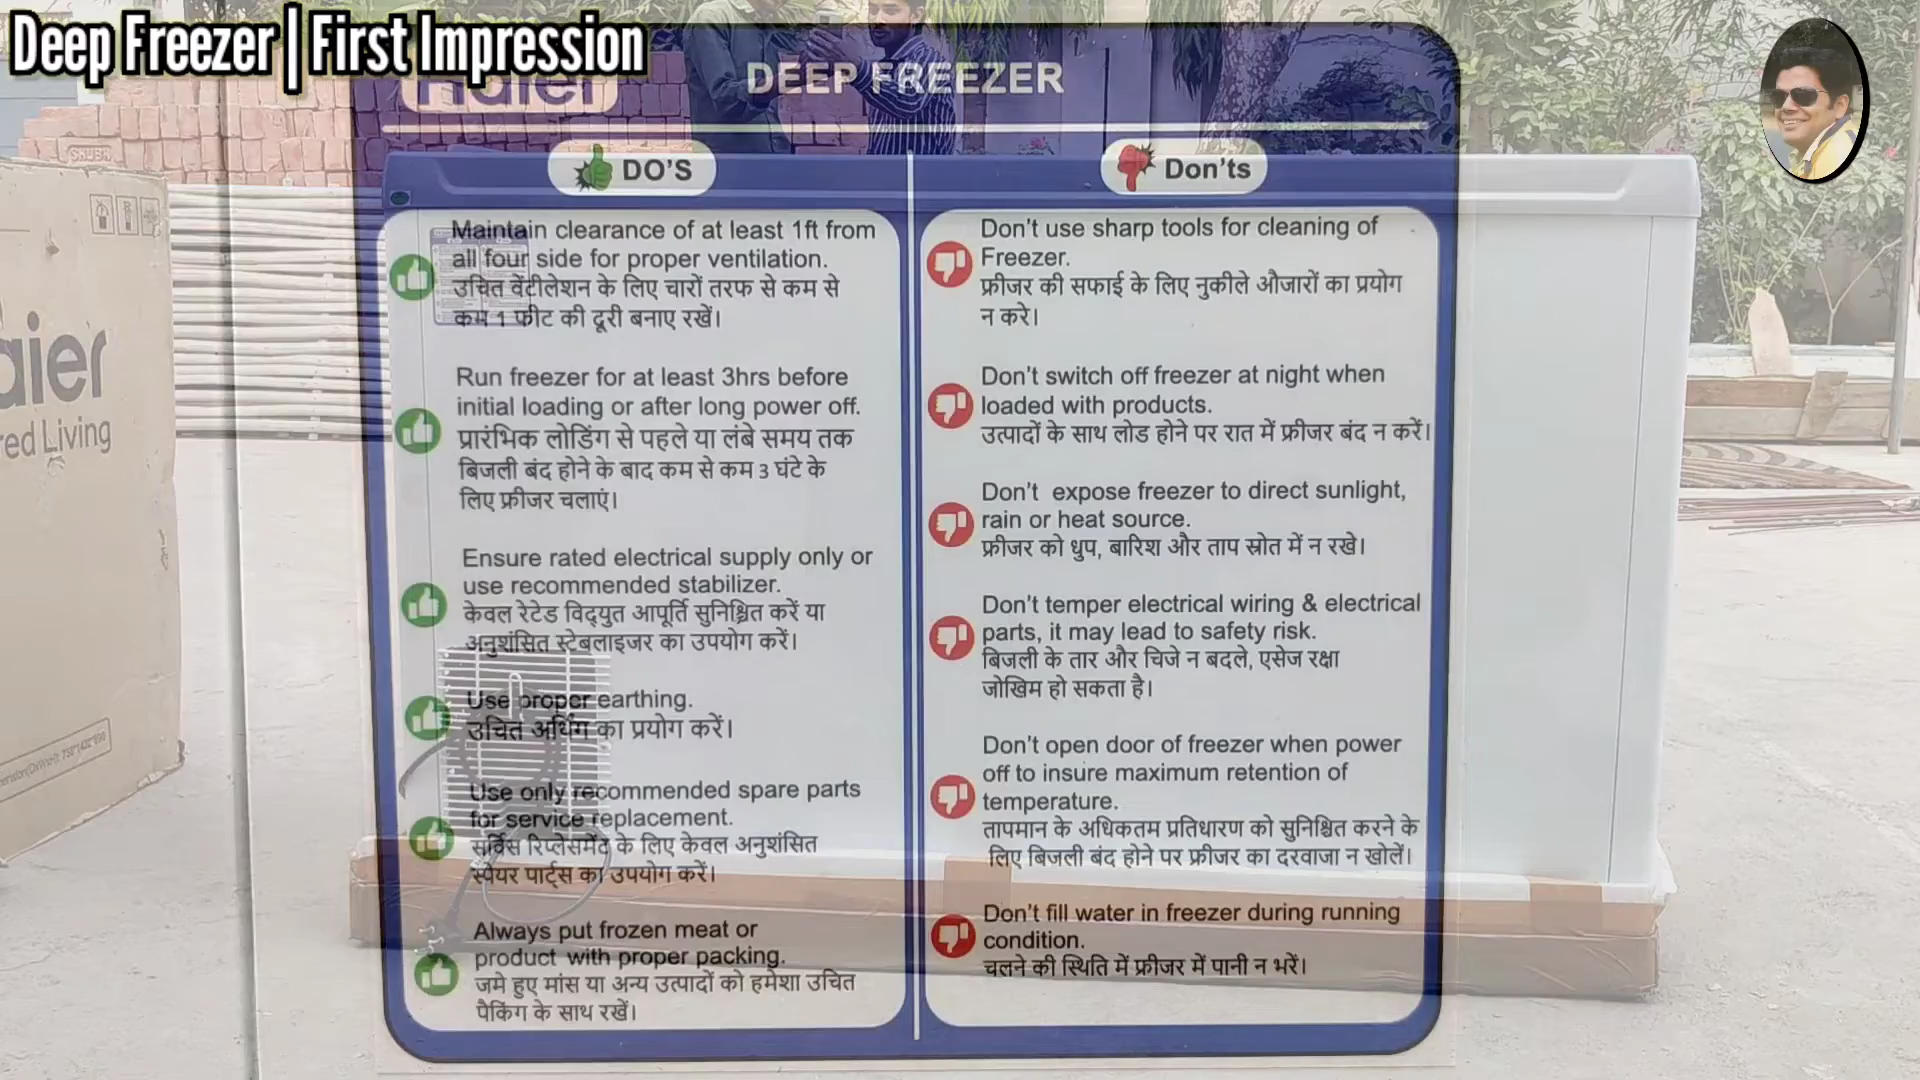 Deep Freezer | First Impression
Haier
DEEP FREEZER
DO'S
Maintain clearance of at least 1ft from
all four side for proper ventilation.
उचित वेंटीलेशन के लिए चारों तरफ से कम से
कम 1 फीट की दूरी बनाए रखें।
Run freezer for at least 3hrs before
initial loading or after long power off.
प्रारंभिक लोडिंग से पहले या लंबे समय तक
बिजली बंद होने के बाद कम से कम 3 घंटे के
लिए फ्रीजर चलाएं।
Ensure rated electrical supply only or
use recommended stabilizer.
केवल रेटेड विद्युत आपूर्ति सुनिश्चित करें या
अनुशंसित स्टेबलाइजर का उपयोग करें।
Use proper earthing.
उचित अर्थिंग का प्रयोग करें।
Use only recommended spare parts
for service replacement.
सर्विस रिप्लेसमेंट के लिए केवल अनुशंसित
स्पेयर पार्ट्स का उपयोग करें।
Always put frozen meat or
product with proper packing.
जमे हुए मांस या अन्य उत्पादों को हमेशा उचित
पैकिंग के साथ रखें।
Don'ts
Don't use sharp tools for cleaning of
Freezer.
फ्रीजर की सफाई के लिए नुकीले औजारों का प्रयोग
न करे।
Don't switch off freezer at night when
loaded with products.
उत्पादों के साथ लोड होने पर रात में फ्रीजर बंद न करें।
Don't expose freezer to direct sunlight,
rain or heat source.
फ्रीजर को धुप, बारिश और ताप स्रोत में न रखे।
Don't temper electrical wiring & electrical
parts, it may lead to safety risk.
बिजली के तार और चिजे न बदले, एसेज रक्षा
जोखिम हो सकता है।
Don't open door of freezer when power
off to insure maximum retention of
temperature.
तापमान के अधिकतम प्रतिधारण को सुनिश्चित करने के
लिए बिजली बंद होने पर फ्रीजर का दरवाजा न खोलें।
Don't fill water in freezer during running
condition.
चलने की स्थिति में फ्रीजर में पानी न भरें।
aier
red Living